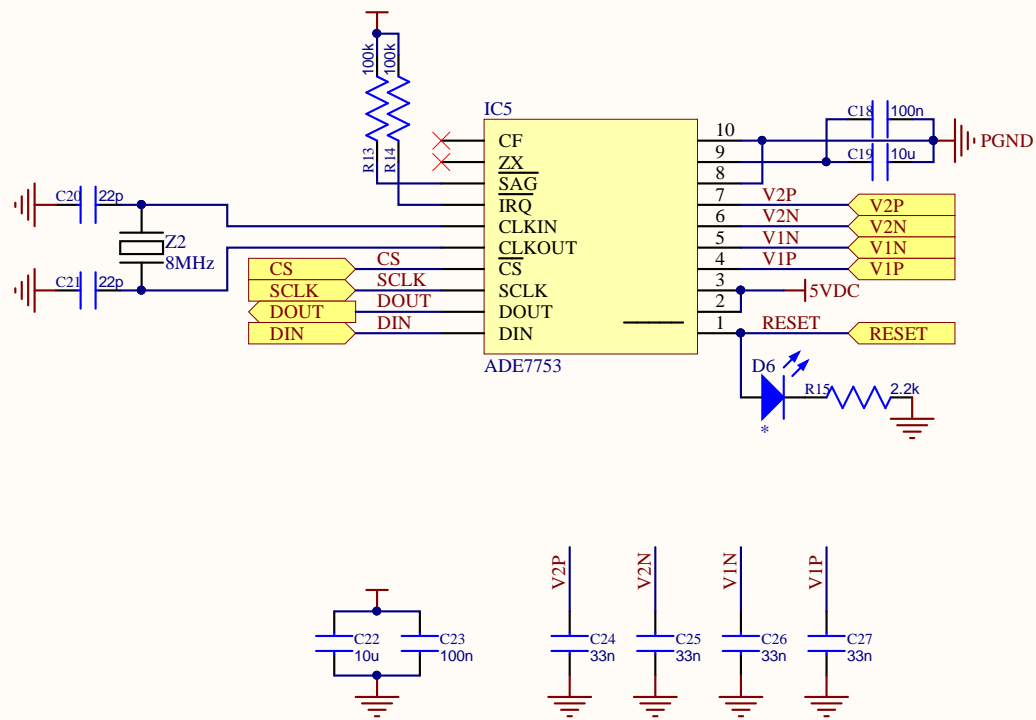 100k
100k
R13
R14
IC5
CF
ZX
SAG
IRQ
CLKIN
CLKOUT
CS
SCLK
DOUT
DIN
ADE7753
10
9
8
7
6
5
4
3
2
1
C18
100n
C19
10u
PGND
C20
22p
C21
22p
Z2
8MHz
CS
CS
SCLK
SCLK
DOUT
DOUT
DIN
DIN
V2P
V2P
V2N
V2N
V1N
V1N
V1P
V1P
5VDC
RESET
RESET
D6
*
R15
2.2k
V2P
V2N
V1N
V1P
C22
10u
C23
100n
C24
33n
C25
33n
C26
33n
C27
33n